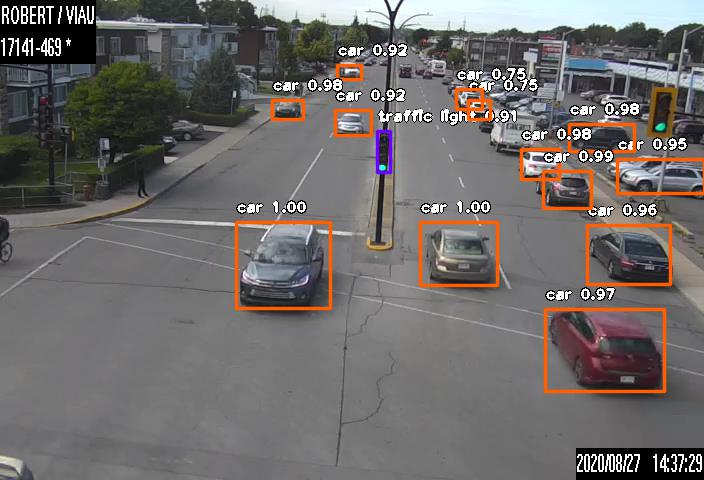 ROBERT / VIAU
17141-469 *
car 0.92
car 0.98
car 0.92
car 0.75
car 0.75
traffic light 0.91
car 0.98
car 0.98
car 0.99
car 0.95
car 1.00
car 1.00
car 0.96
car 0.97
2020/08/27 14:37:29